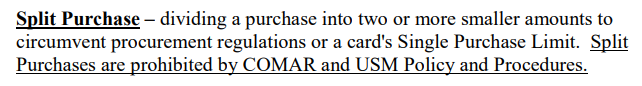 Split Purchase – dividing a purchase into two or more smaller amounts to
circumvent procurement regulations or a card's Single Purchase Limit.  Split
Purchases are prohibited by COMAR and USM Policy and Procedures.